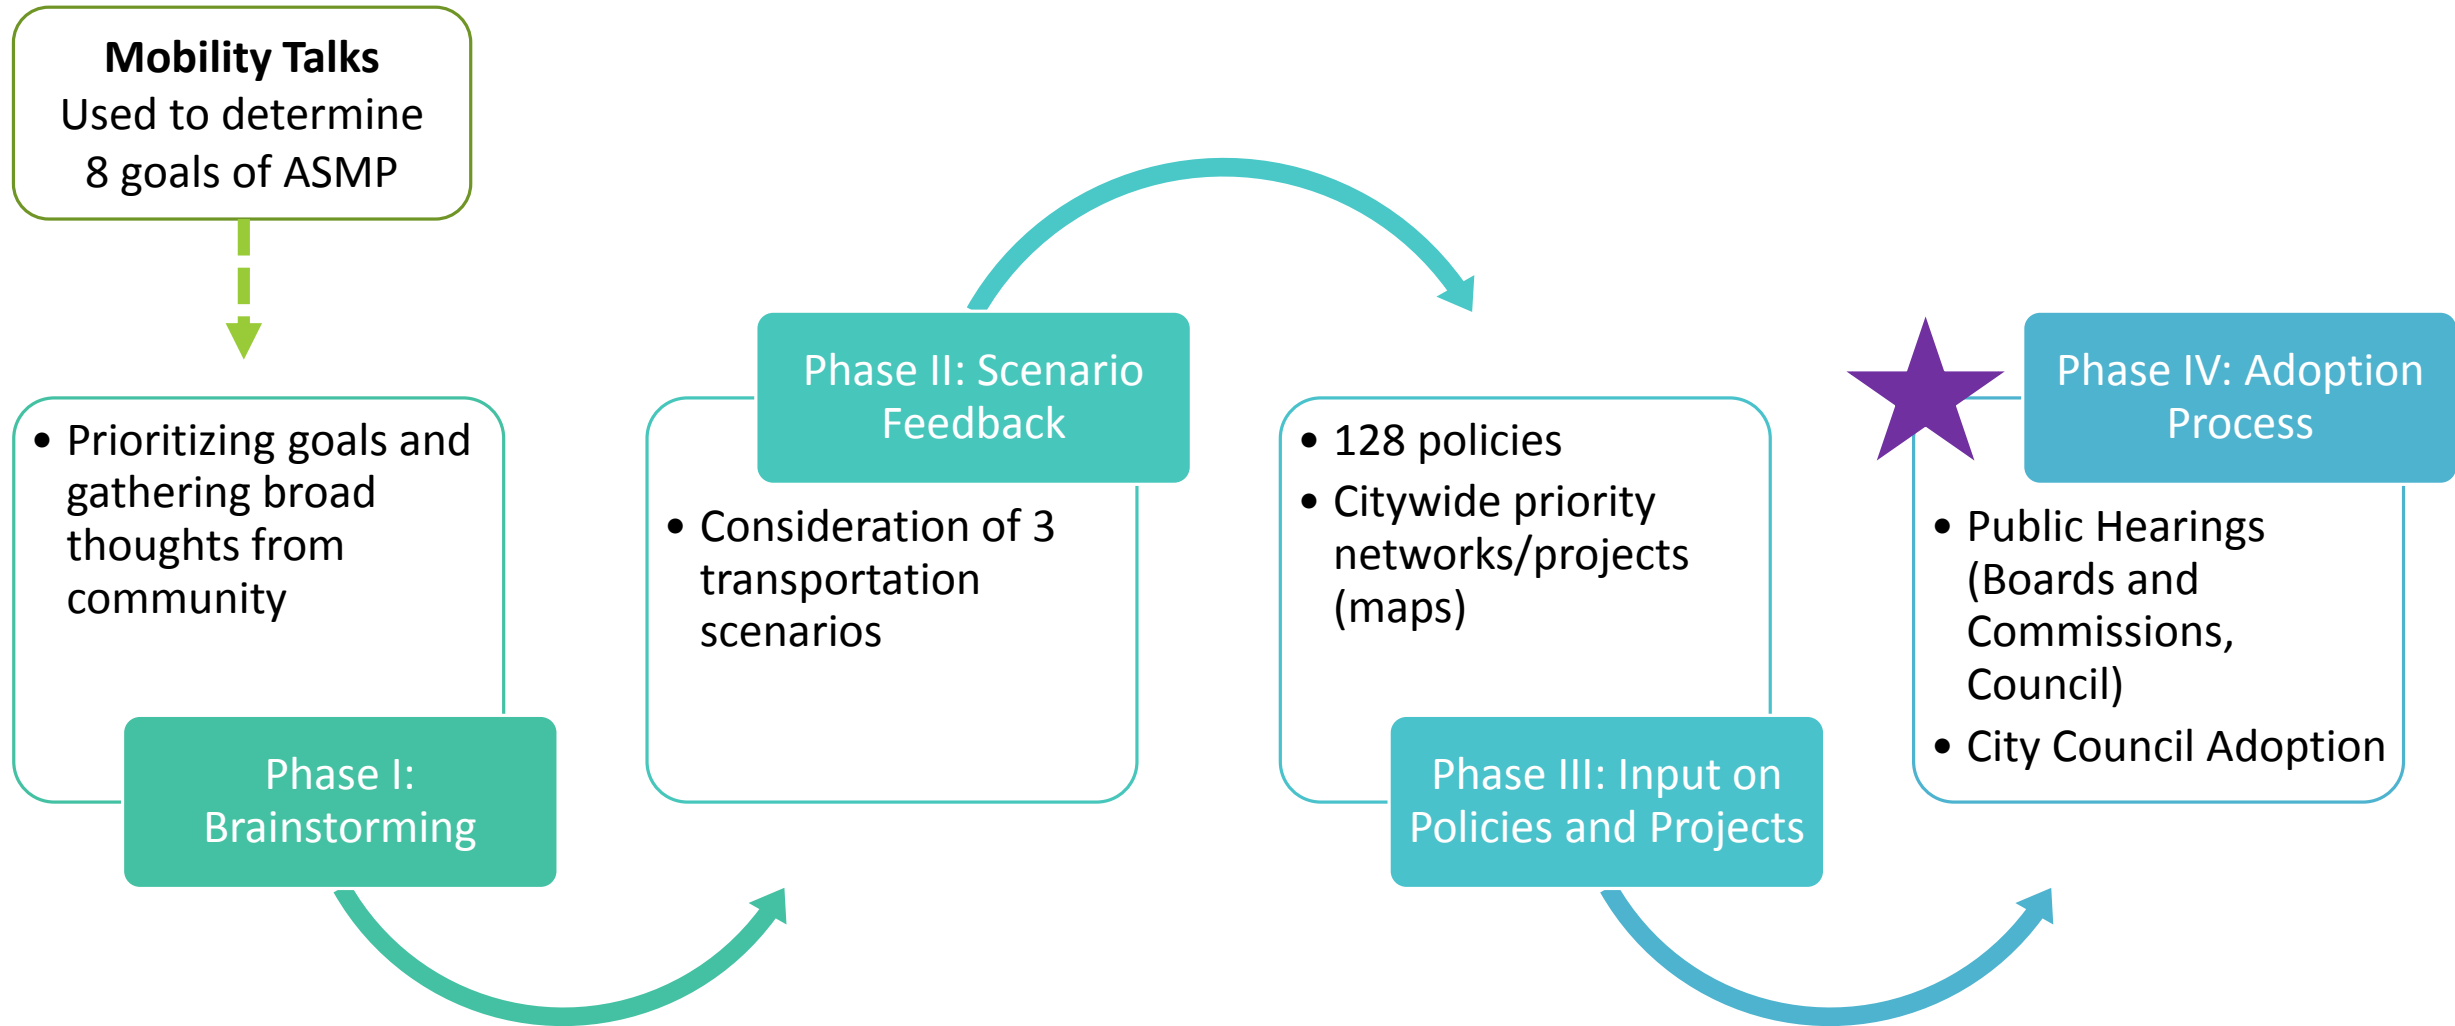 Mobility Talks
Used to determine
8 goals of ASMP
• Prioritizing goals and
gathering broad
thoughts from
community
Phase I:
Brainstorming
Phase II: Scenario
Feedback
• Consideration of 3
transportation
scenarios
• 128 policies
• Citywide priority
networks/projects
(maps)
Phase III: Input on
Policies and Projects
Phase IV: Adoption
Process
• Public Hearings
(Boards and
Commissions,
Council)
• City Council Adoption